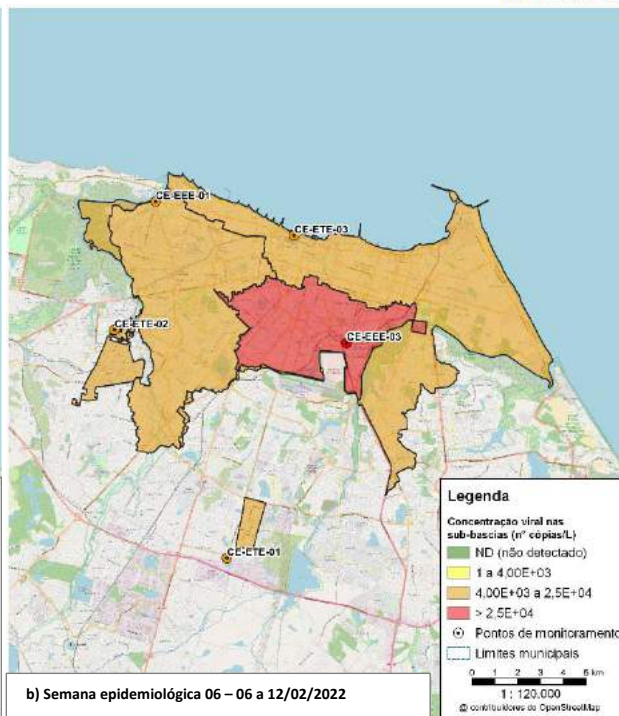 CE-EEE-01
CE-ETE-03
CE-ETE-02
CE-EEE-03
CE-ETE-01
Legenda
Concentração viral nas
sub-bascias (nº cópias/L)
ND (não detectado)
1 a 4,00E+03
4,00E+03 a 2,5E+04
> 2,5E+04
Pontos de monitoramento
Limites municipais
0 1 2 3 4 5 km
1 : 120.000
@ contribuidores do OpenStreetMap
b) Semana epidemiológica 06 – 06 a 12/02/2022